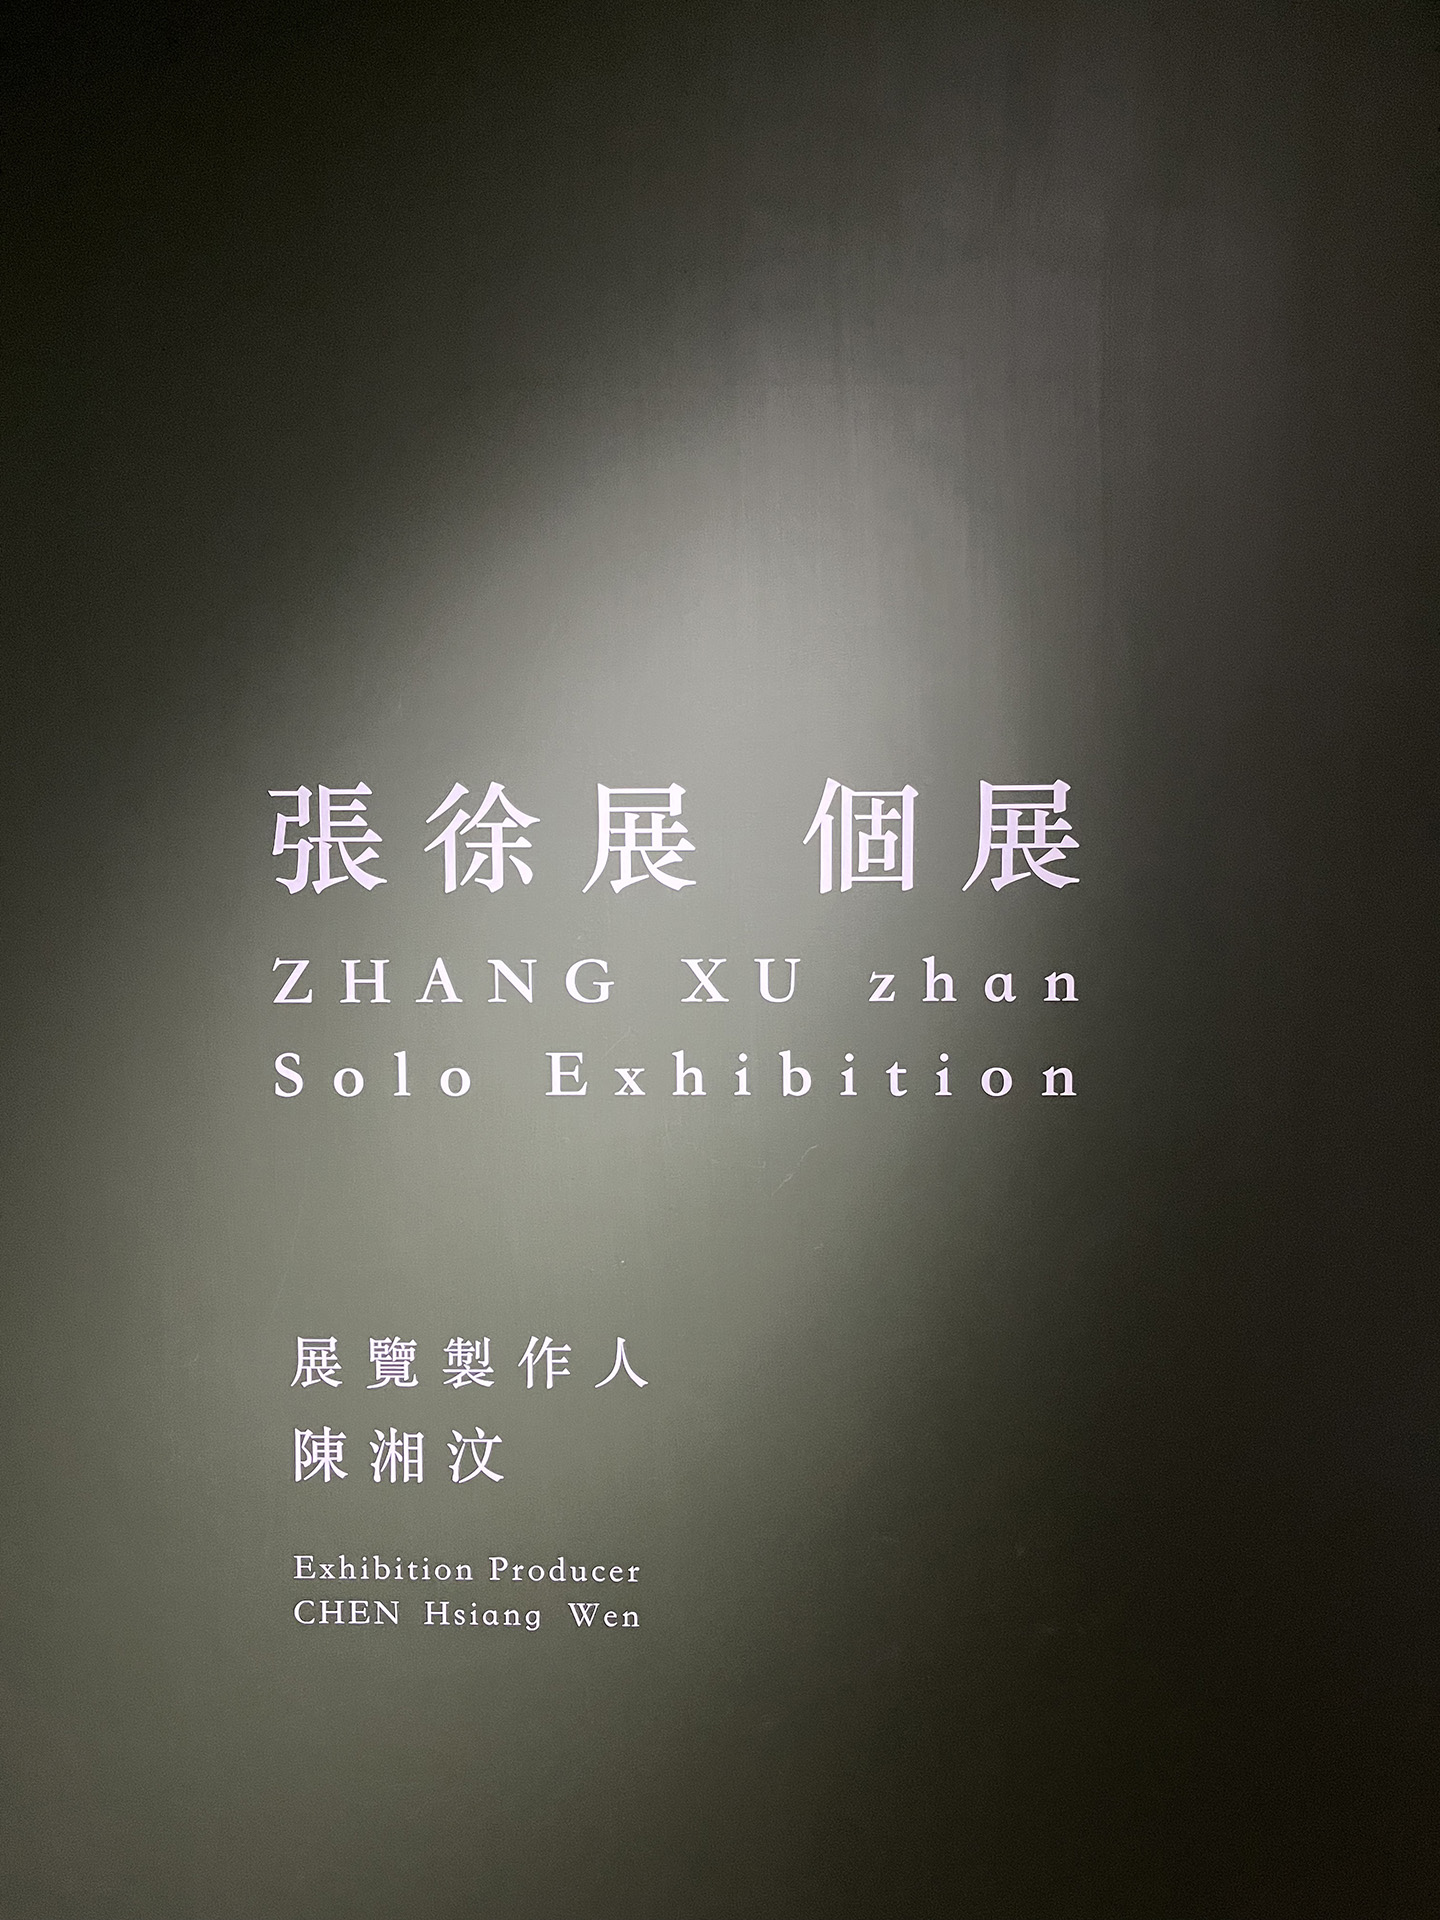 張徐展 個展
ZHANG XU zhan
Solo Exhibition
展覽製作人
陳湘汶
Exhibition Producer
CHEN Hsiang Wen